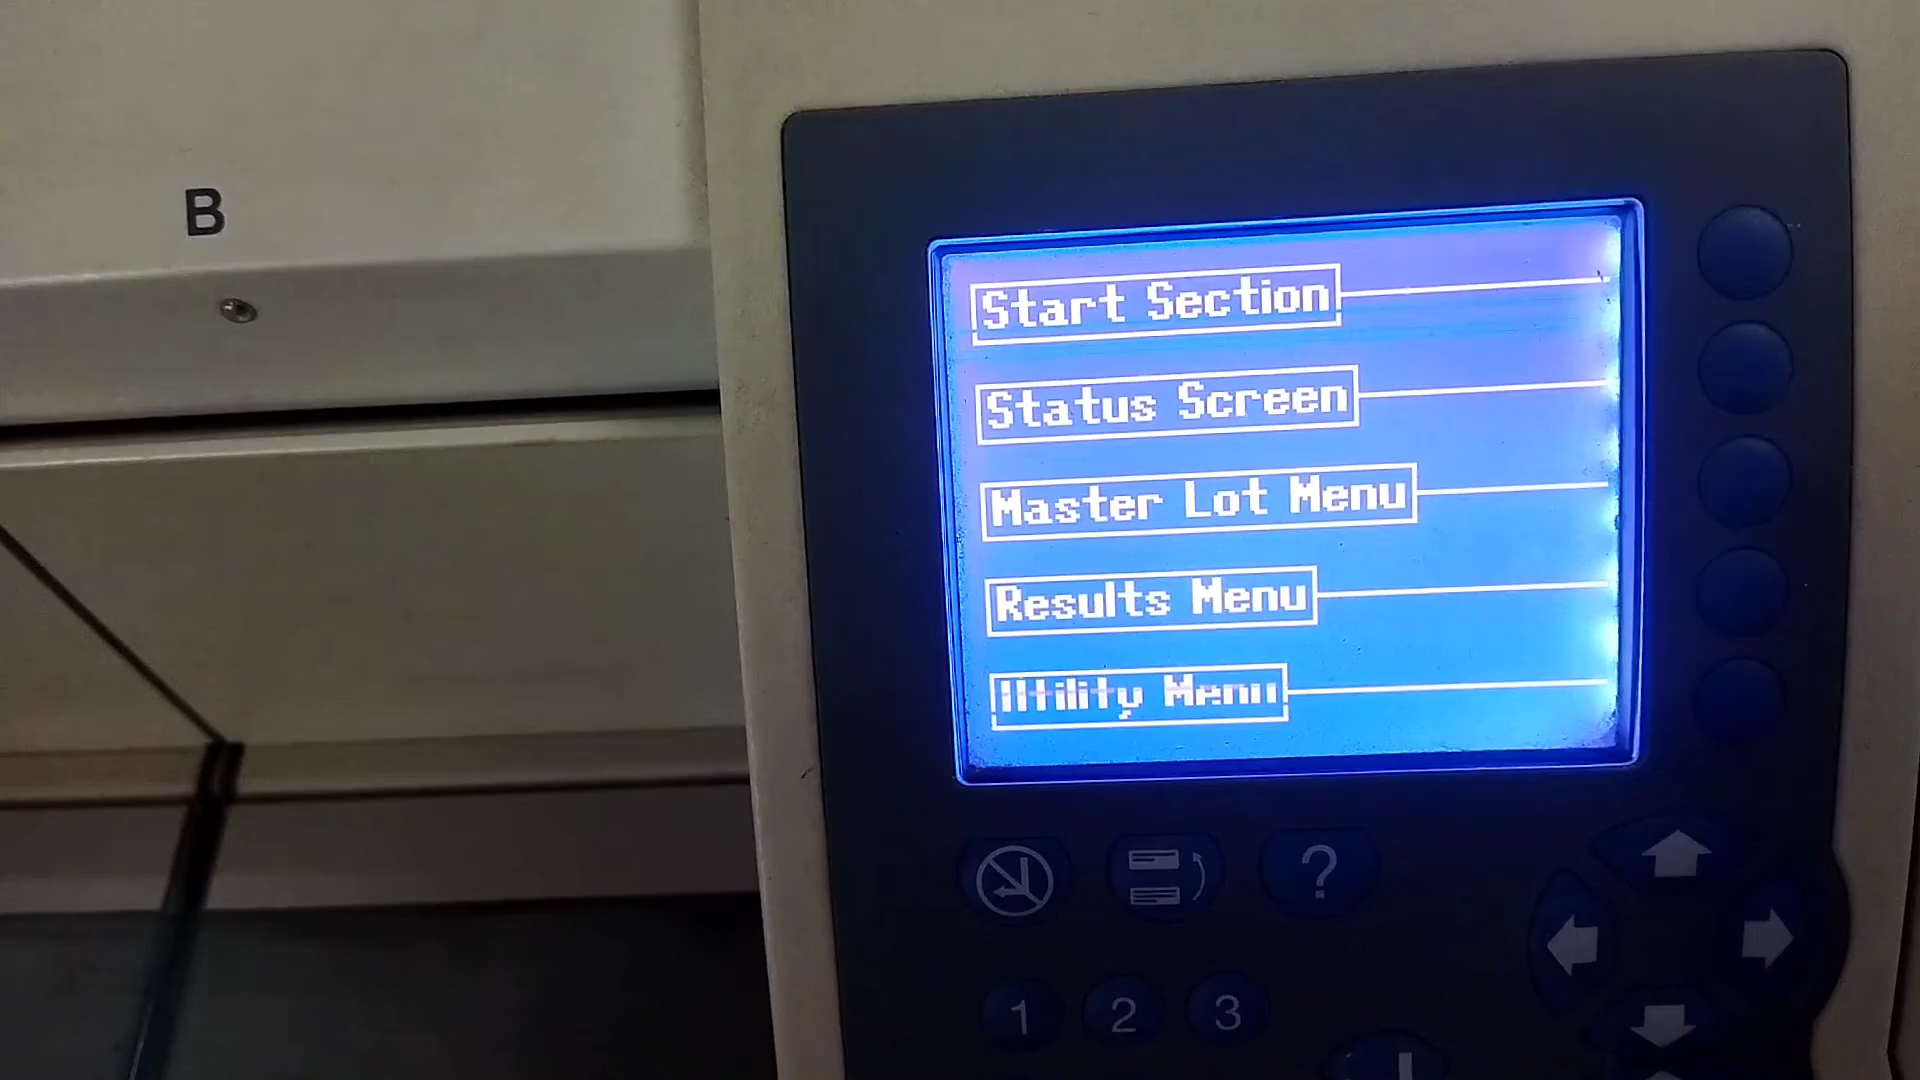 B
Start Section
Status Screen
Master Lot Menu
Results Menu
Utility Menu
?
1 2 3